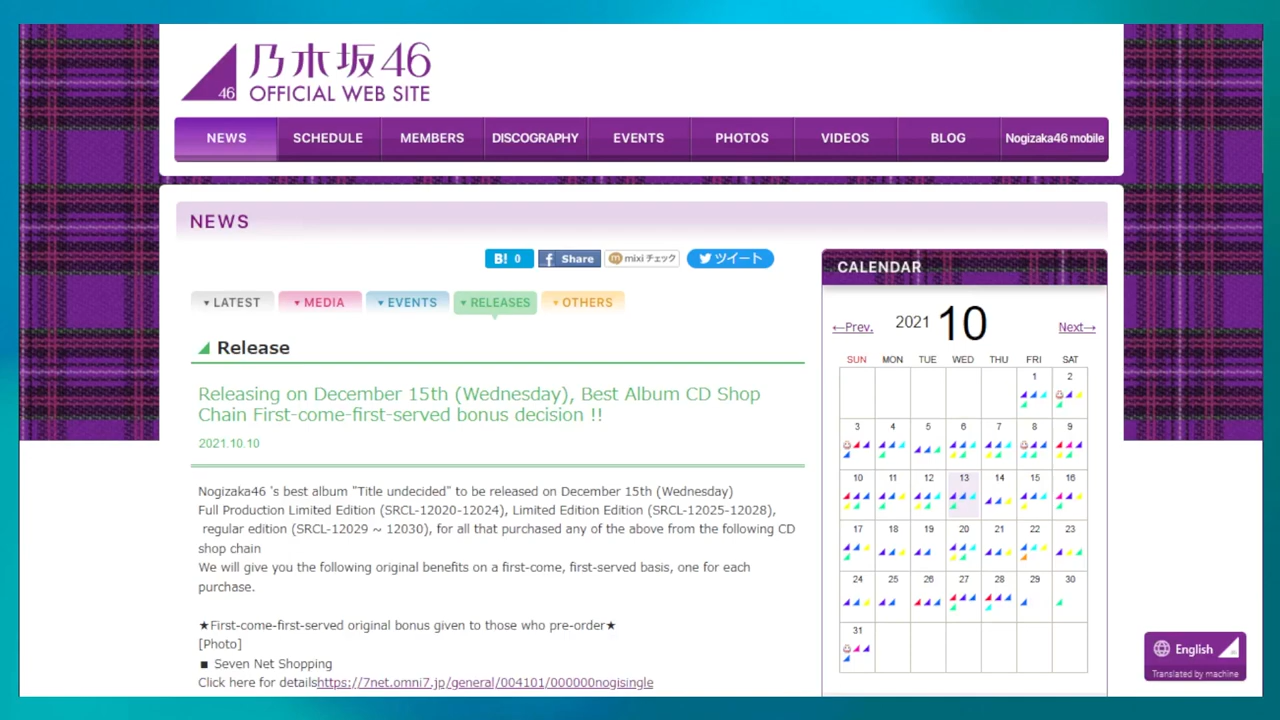 乃木坂46
46
OFFICIAL WEB SITE
NEWS SCHEDULE MEMBERS DISCOGRAPHY EVENTS PHOTOS VIDEOS BLOG Nogizaka46 mobile
NEWS
B! 0 f Share m mixi チェック ツイート
▼LATEST ▼MEDIA ▼EVENTS ▼RELEASES ▼OTHERS
Release
Releasing on December 15th (Wednesday), Best Album CD Shop
Chain First-come-first-served bonus decision !!
2021.10.10
Nogizaka46 's best album "Title undecided" to be released on December 15th (Wednesday)
Full Production Limited Edition (SRCL-12020-12024), Limited Edition Edition (SRCL-12025-12028),
regular edition (SRCL-12029 ~ 12030), for all that purchased any of the above from the following CD
shop chain
We will give you the following original benefits on a first-come, first-served basis, one for each
purchase.
★First-come-first-served original bonus given to those who pre-order★
[Photo]
■ Seven Net Shopping
Click here for detailshttps://7net.omni7.jp/general/004101/000000nogisingle
CALENDAR
←Prev. 2021 10 Next→
SUN MON TUE WED THU FRI SAT
1 2
3 4 5 6 7 8 9
10 11 12 13 14 15 16
17 18 19 20 21 22 23
24 25 26 27 28 29 30
31
English
Translated by machine